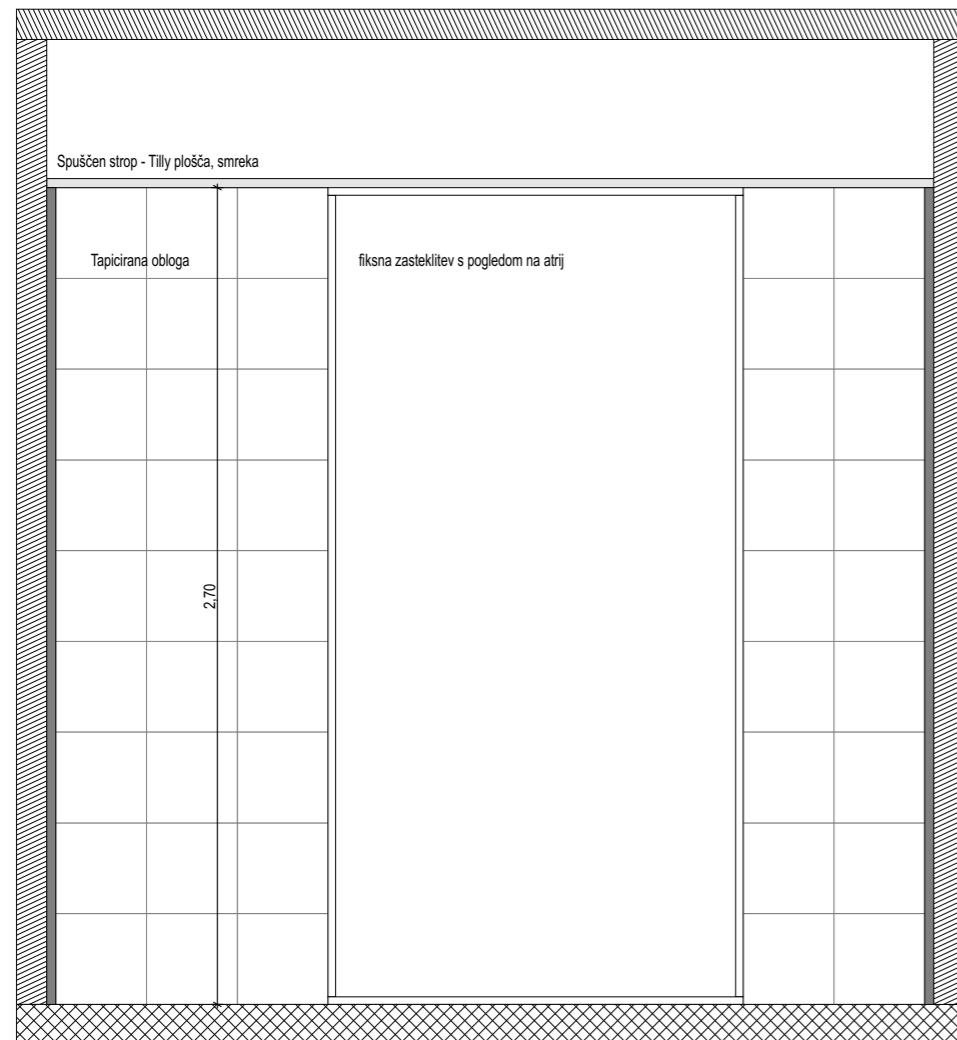 Spuščen strop - Tilly plošča, smreka
Tapicirana obloga
fiksna zasteklitev s pogledom na atrij
2,70